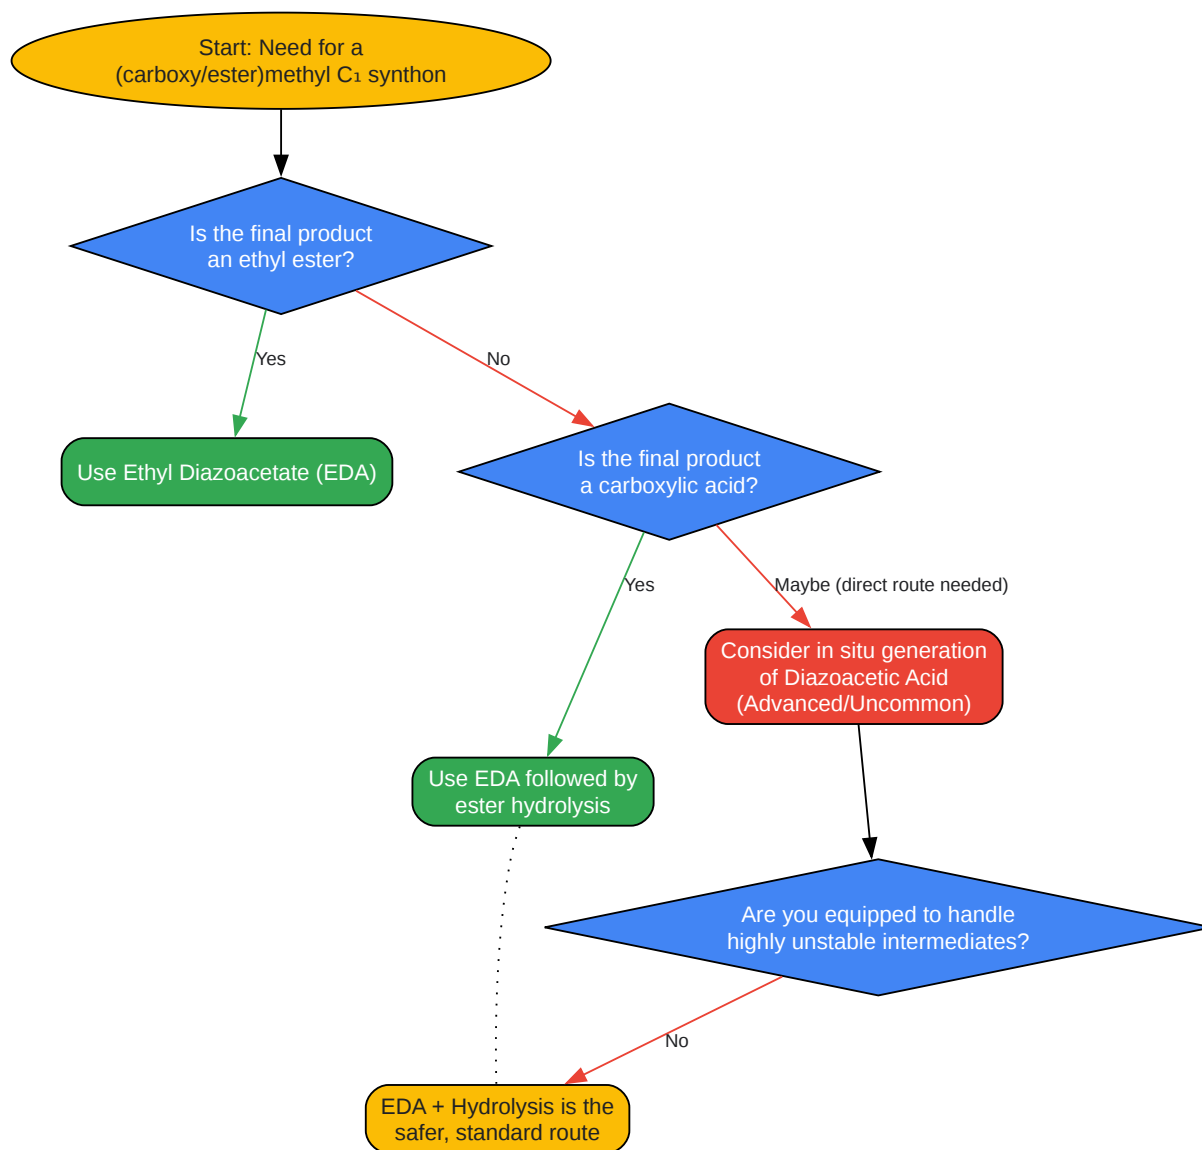 Start: Need for a
(carboxy/ester)methyl C₁ synthon
Is the final product
an ethyl ester?
Yes
No
Use Ethyl Diazoacetate (EDA)
Is the final product
a carboxylic acid?
Yes
Maybe (direct route needed)
Consider in situ generation
of Diazoacetic Acid
(Advanced/Uncommon)
Use EDA followed by
ester hydrolysis
Are you equipped to handle
highly unstable intermediates?
No
EDA + Hydrolysis is the
safer, standard route